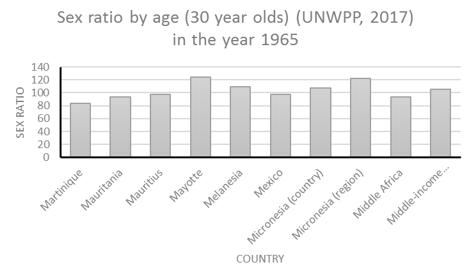 Sex ratio by age (30 year olds) (UNWPP, 2017)
in the year 1965
140
120
100
80
60
40
20
0
SEX RATIO
Martinique
Mauritania
Mauritius
Mayotte
Melanesia
Mexico
Micronesia (country)
Micronesia (region)
Middle Africa
Middle-income...
COUNTRY